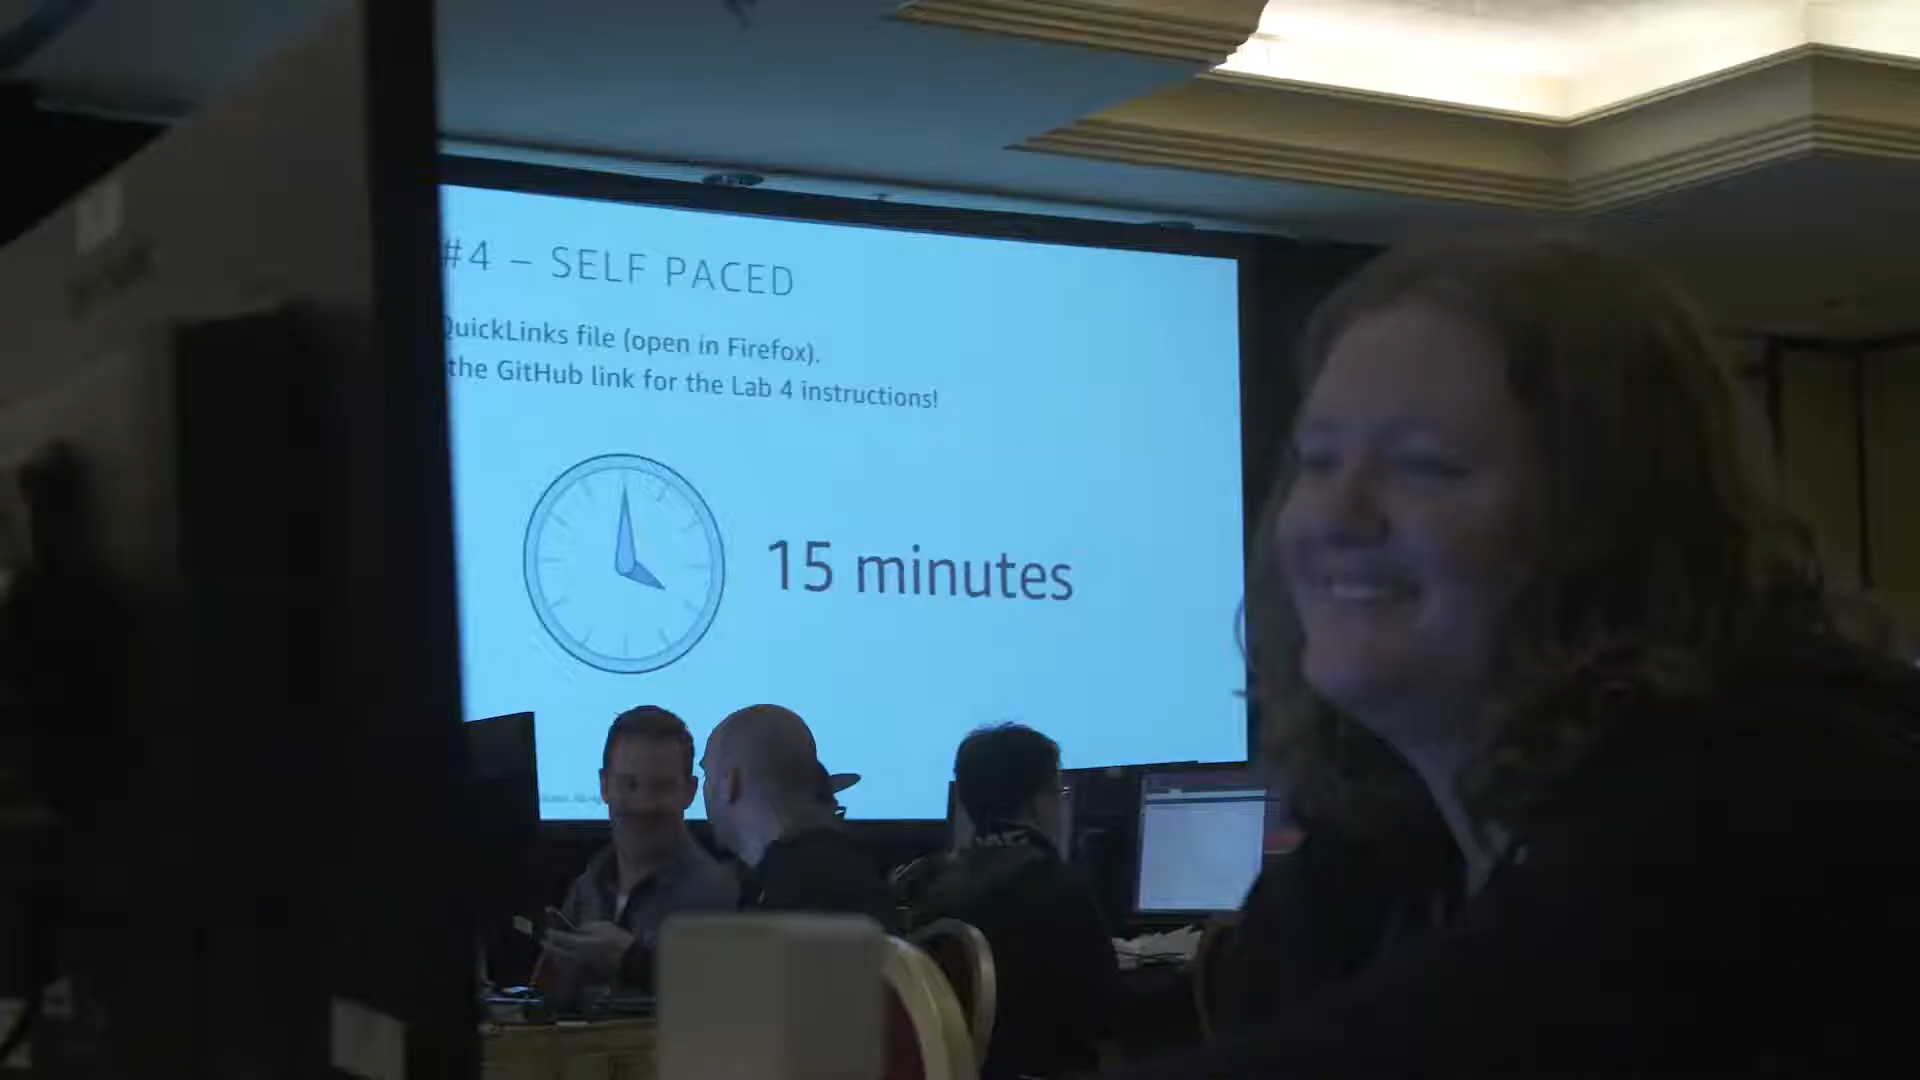 #4 – SELF PACED
QuickLinks file (open in Firefox).
the GitHub link for the Lab 4 instructions!
15 minutes